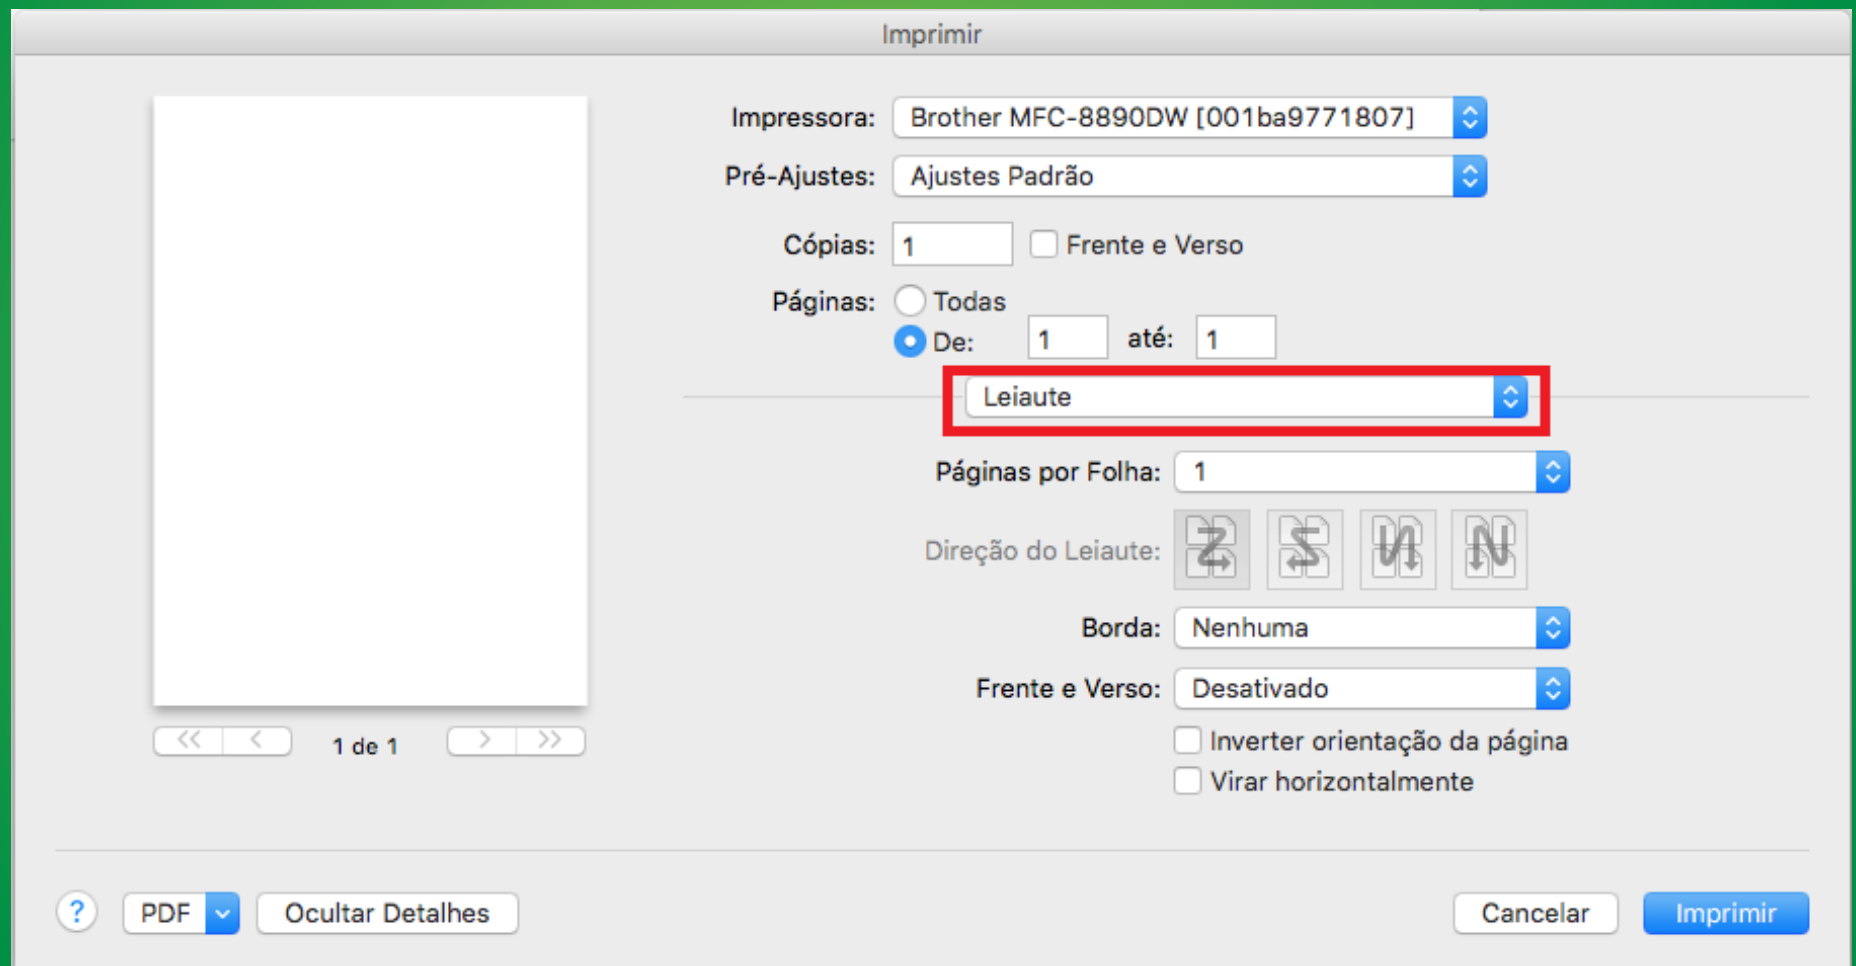 Imprimir
Impressora: Brother MFC-8890DW [001ba9771807]
Pré-Ajustes: Ajustes Padrão
Cópias: 1 Frente e Verso
Páginas: Todas
De: 1 até: 1
Leiaute
Páginas por Folha: 1
Direção do Leiaute:
Borda: Nenhuma
Frente e Verso: Desativado
Inverter orientação da página
Virar horizontalmente
<< < 1 de 1 > >>
? PDF Ocultar Detalhes Cancelar Imprimir